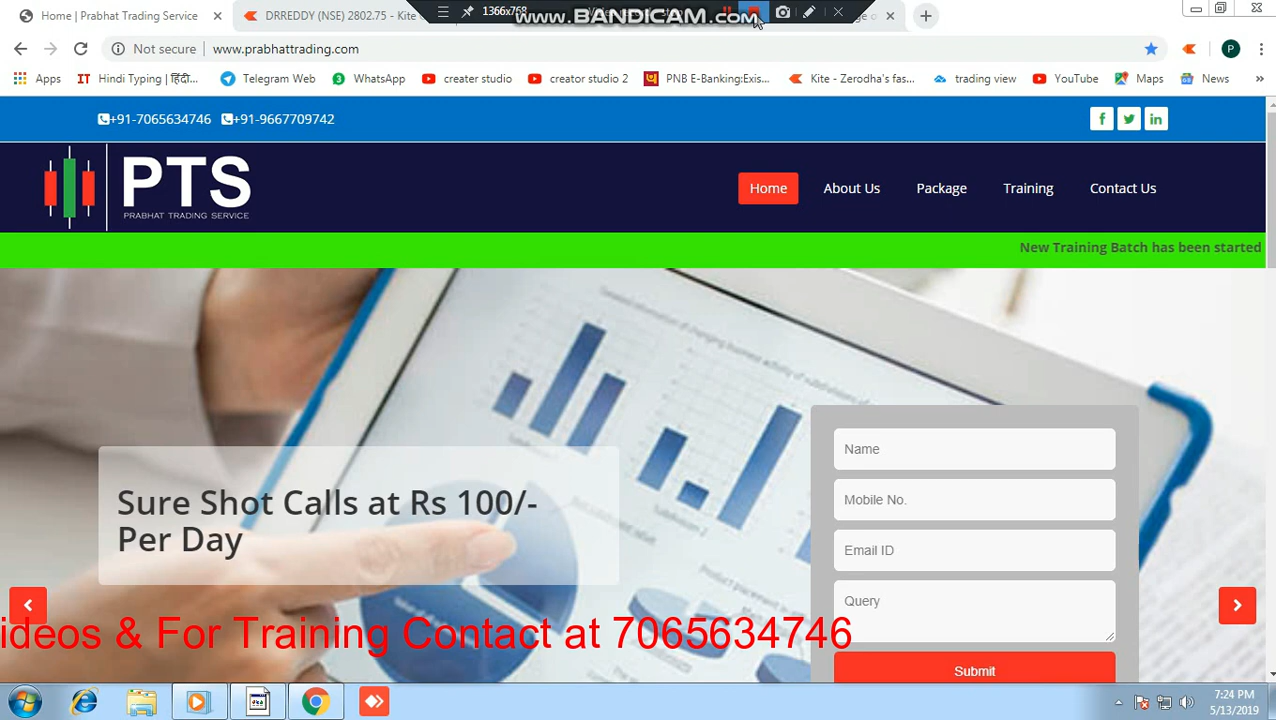 Home | Prabhat Trading Service
DRREDDY (NSE) 2802.75 - Kite
1366x768
www.BANDICAM.com
Not secure
www.prabhattrading.com
P
Apps
Hindi Typing | हिंदी...
Telegram Web
WhatsApp
creater studio
creator studio 2
PNB E-Banking:Exis...
Kite - Zerodha's fas...
trading view
YouTube
Maps
News
»
+91-7065634746
+91-9667709742
PTS
PRABHAT TRADING SERVICE
Home
About Us
Package
Training
Contact Us
New Training Batch has been started
Sure Shot Calls at Rs 100/-
Per Day
Name
Mobile No.
Email ID
Query
Submit
ideos & For Training Contact at 7065634746
7:24 PM
5/13/2019